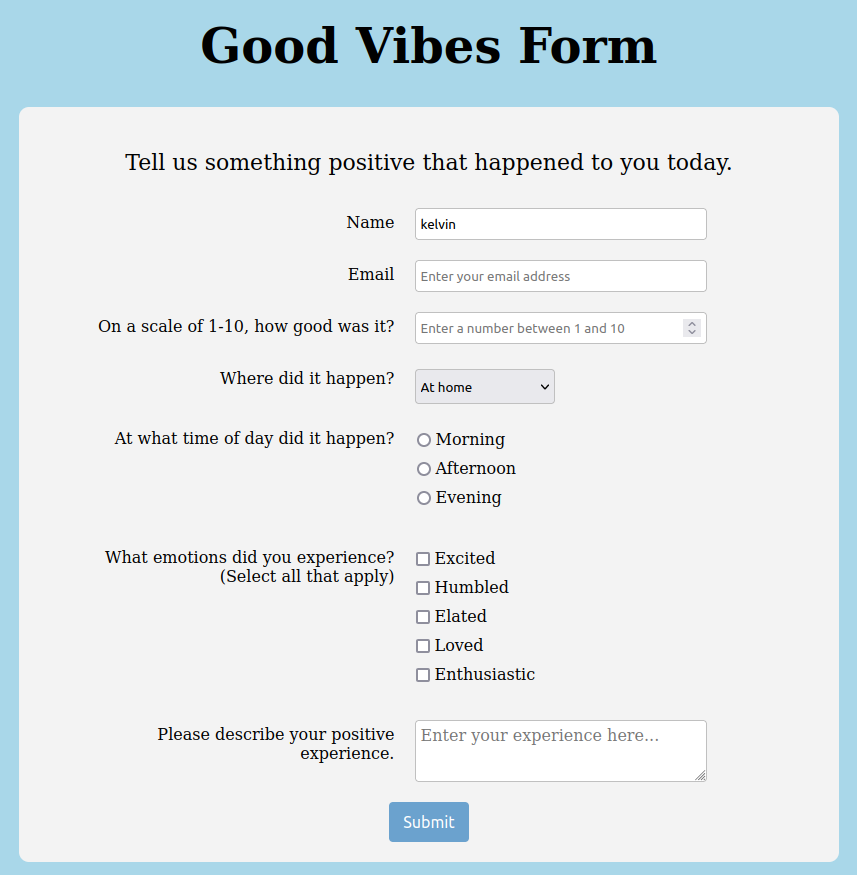 Good Vibes Form
Tell us something positive that happened to you today.
Name
kelvin
Email
Enter your email address
On a scale of 1-10, how good was it?
Enter a number between 1 and 10
Where did it happen?
At home
At what time of day did it happen?
Morning
Afternoon
Evening
What emotions did you experience?
(Select all that apply)
Excited
Humbled
Elated
Loved
Enthusiastic
Please describe your positive
experience.
Enter your experience here...
Submit